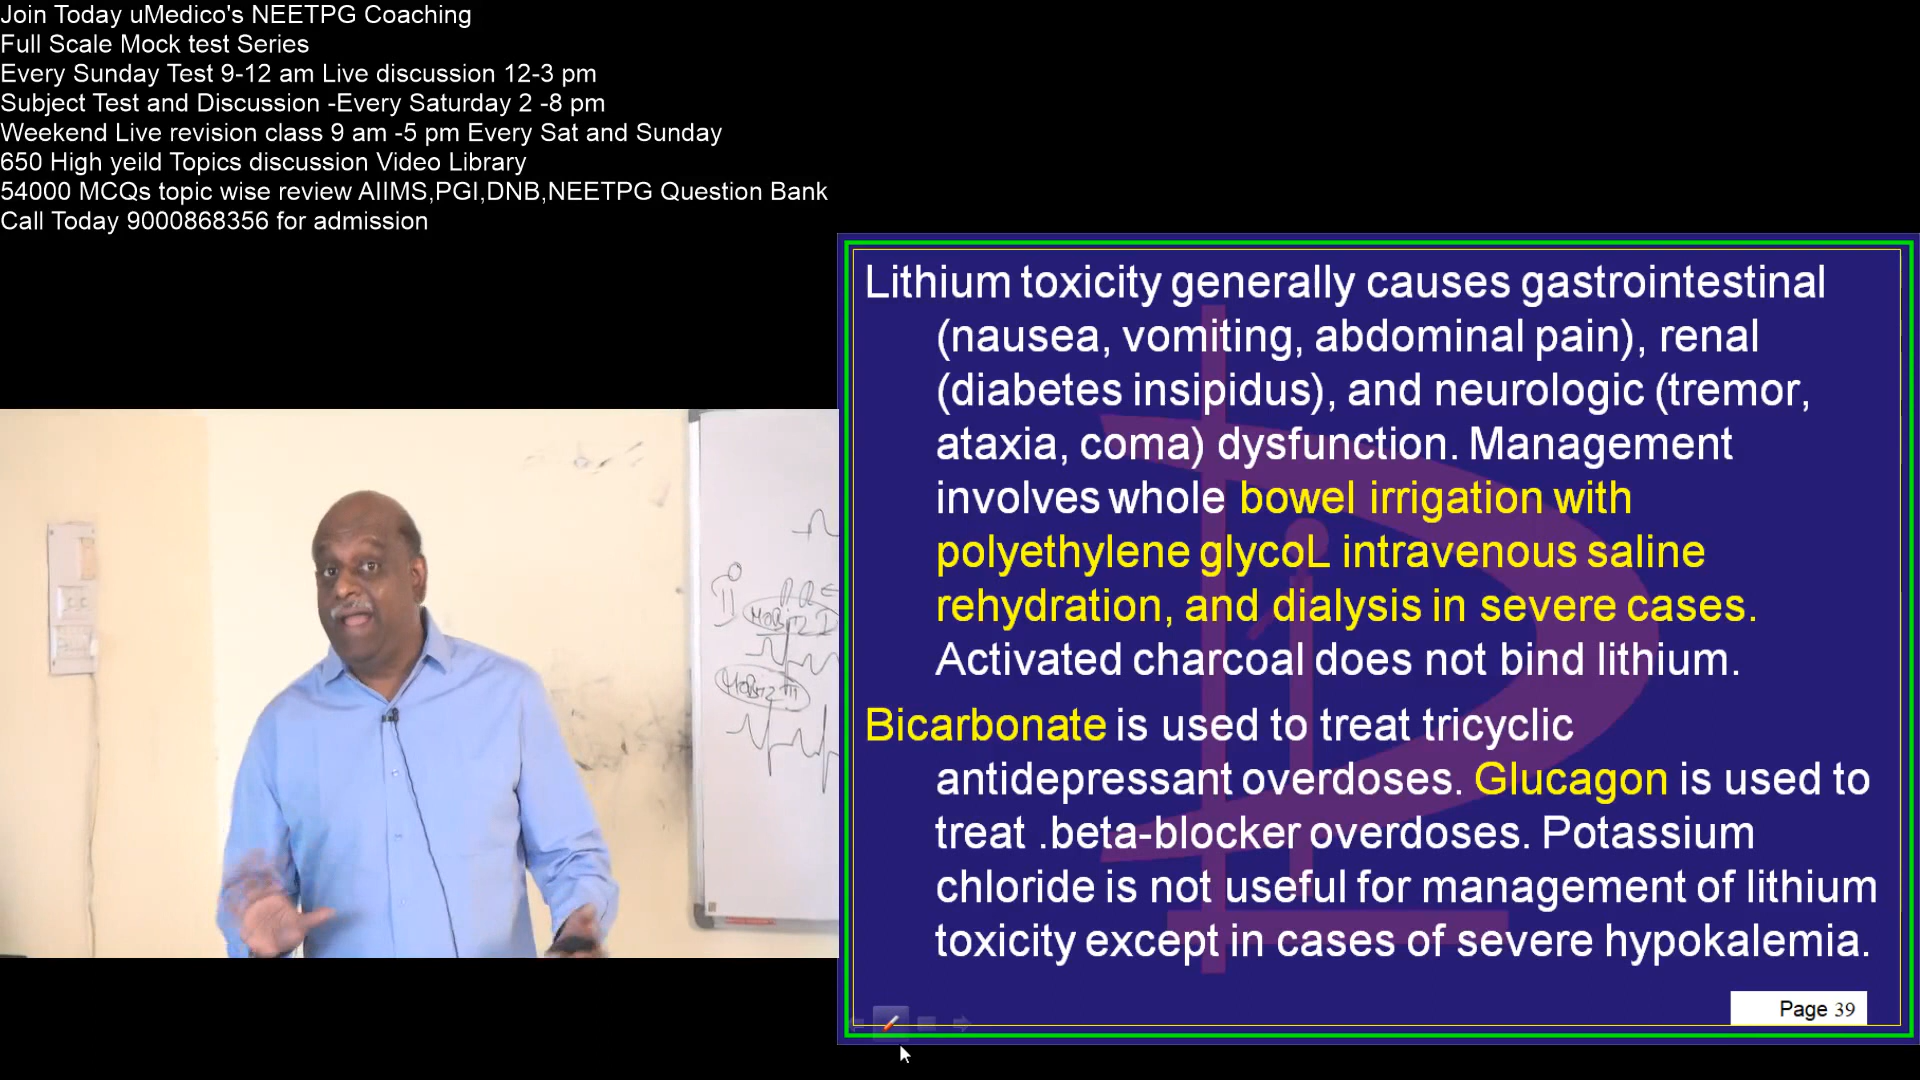 Join Today uMedico's NEETPG Coaching
Full Scale Mock test Series
Every Sunday Test 9-12 am Live discussion 12-3 pm
Subject Test and Discussion -Every Saturday 2 -8 pm
Weekend Live revision class 9 am -5 pm Every Sat and Sunday
650 High yeild Topics discussion Video Library
54000 MCQs topic wise review AIIMS,PGI,DNB,NEETPG Question Bank
Call Today 9000868356 for admission
Lithium toxicity generally causes gastrointestinal
(nausea, vomiting, abdominal pain), renal
(diabetes insipidus), and neurologic (tremor,
ataxia, coma) dysfunction. Management
involves whole bowel irrigation with
polyethylene glycoL intravenous saline
rehydration, and dialysis in severe cases.
Activated charcoal does not bind lithium.
Bicarbonate is used to treat tricyclic
antidepressant overdoses. Glucagon is used to
treat .beta-blocker overdoses. Potassium
chloride is not useful for management of lithium
toxicity except in cases of severe hypokalemia.
Page 39